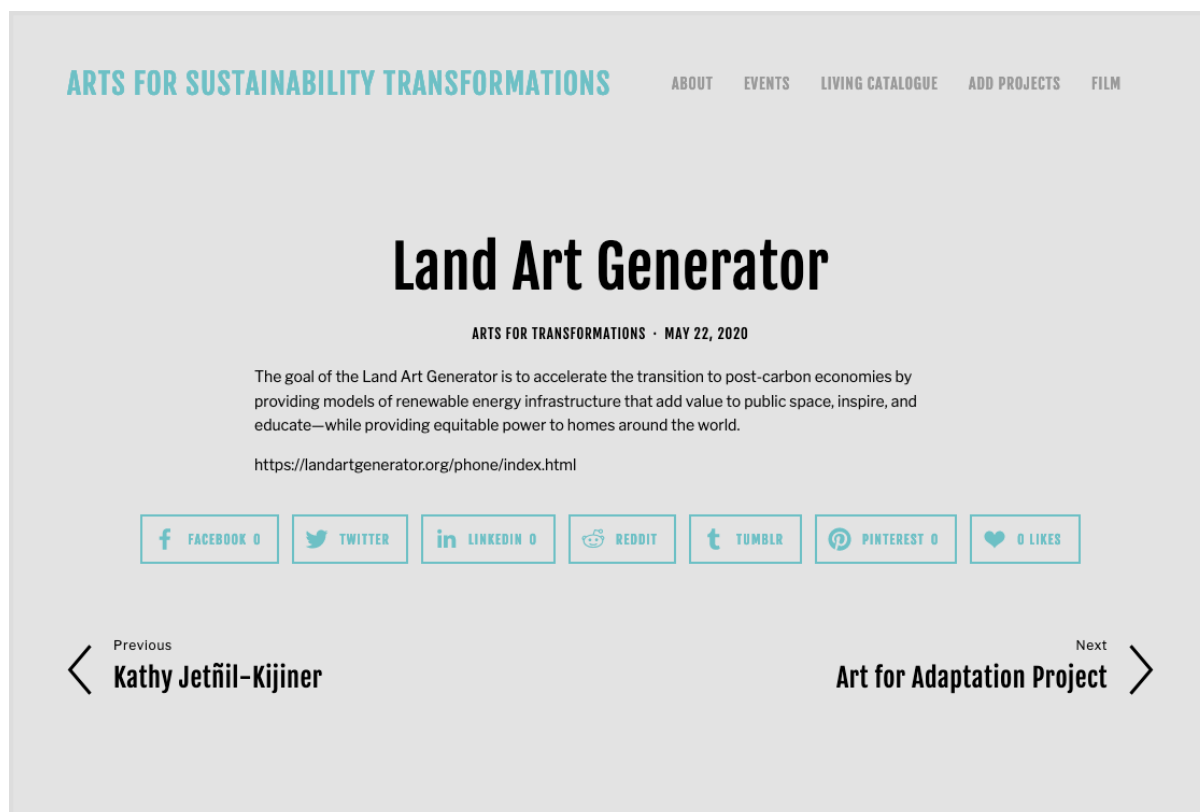 ARTS FOR SUSTAINABILITY TRANSFORMATIONS
ABOUT EVENTS LIVING CATALOGUE ADD PROJECTS FILM
Land Art Generator
ARTS FOR TRANSFORMATIONS · MAY 22, 2020
The goal of the Land Art Generator is to accelerate the transition to post-carbon economies by
providing models of renewable energy infrastructure that add value to public space, inspire, and
educate—while providing equitable power to homes around the world.
https://landartgenerator.org/phone/index.html
FACEBOOK 0 TWITTER LINKEDIN 0 REDDIT TUMBLR PINTEREST 0 0 LIKES
Previous
Kathy Jetñil-Kijiner
Next
Art for Adaptation Project